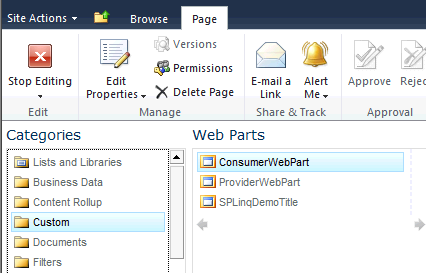 Site Actions Browse Page
Versions
Permissions
Delete Page
Stop Editing
Edit Properties
E-mail a Link
Alert Me
Approve
Rejec
Edit Manage Share & Track Approval
Categories
Lists and Libraries
Business Data
Content Rollup
Custom
Documents
Filters
Web Parts
ConsumerWebPart
ProviderWebPart
SPLinqDemoTitle